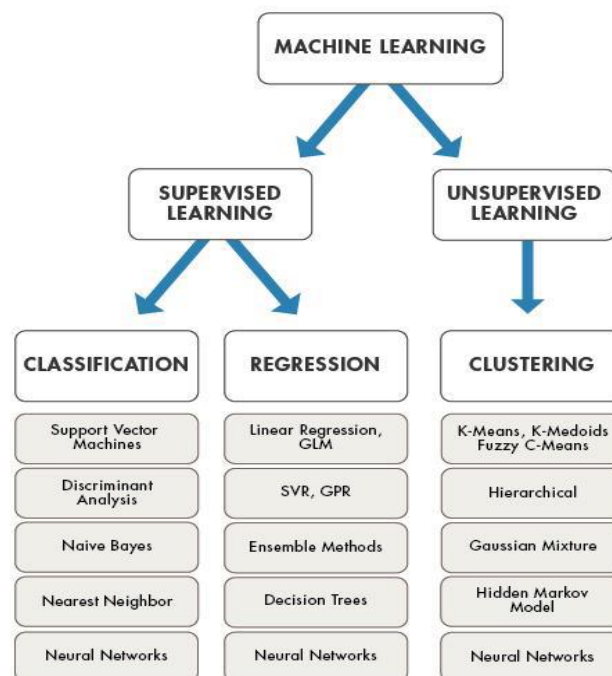 MACHINE LEARNING
SUPERVISED
LEARNING
UNSUPERVISED
LEARNING
CLASSIFICATION
Support Vector
Machines
Discriminant
Analysis
Naive Bayes
Nearest Neighbor
Neural Networks
REGRESSION
Linear Regression,
GLM
SVR, GPR
Ensemble Methods
Decision Trees
Neural Networks
CLUSTERING
K-Means, K-Medoids
Fuzzy C-Means
Hierarchical
Gaussian Mixture
Hidden Markov
Model
Neural Networks